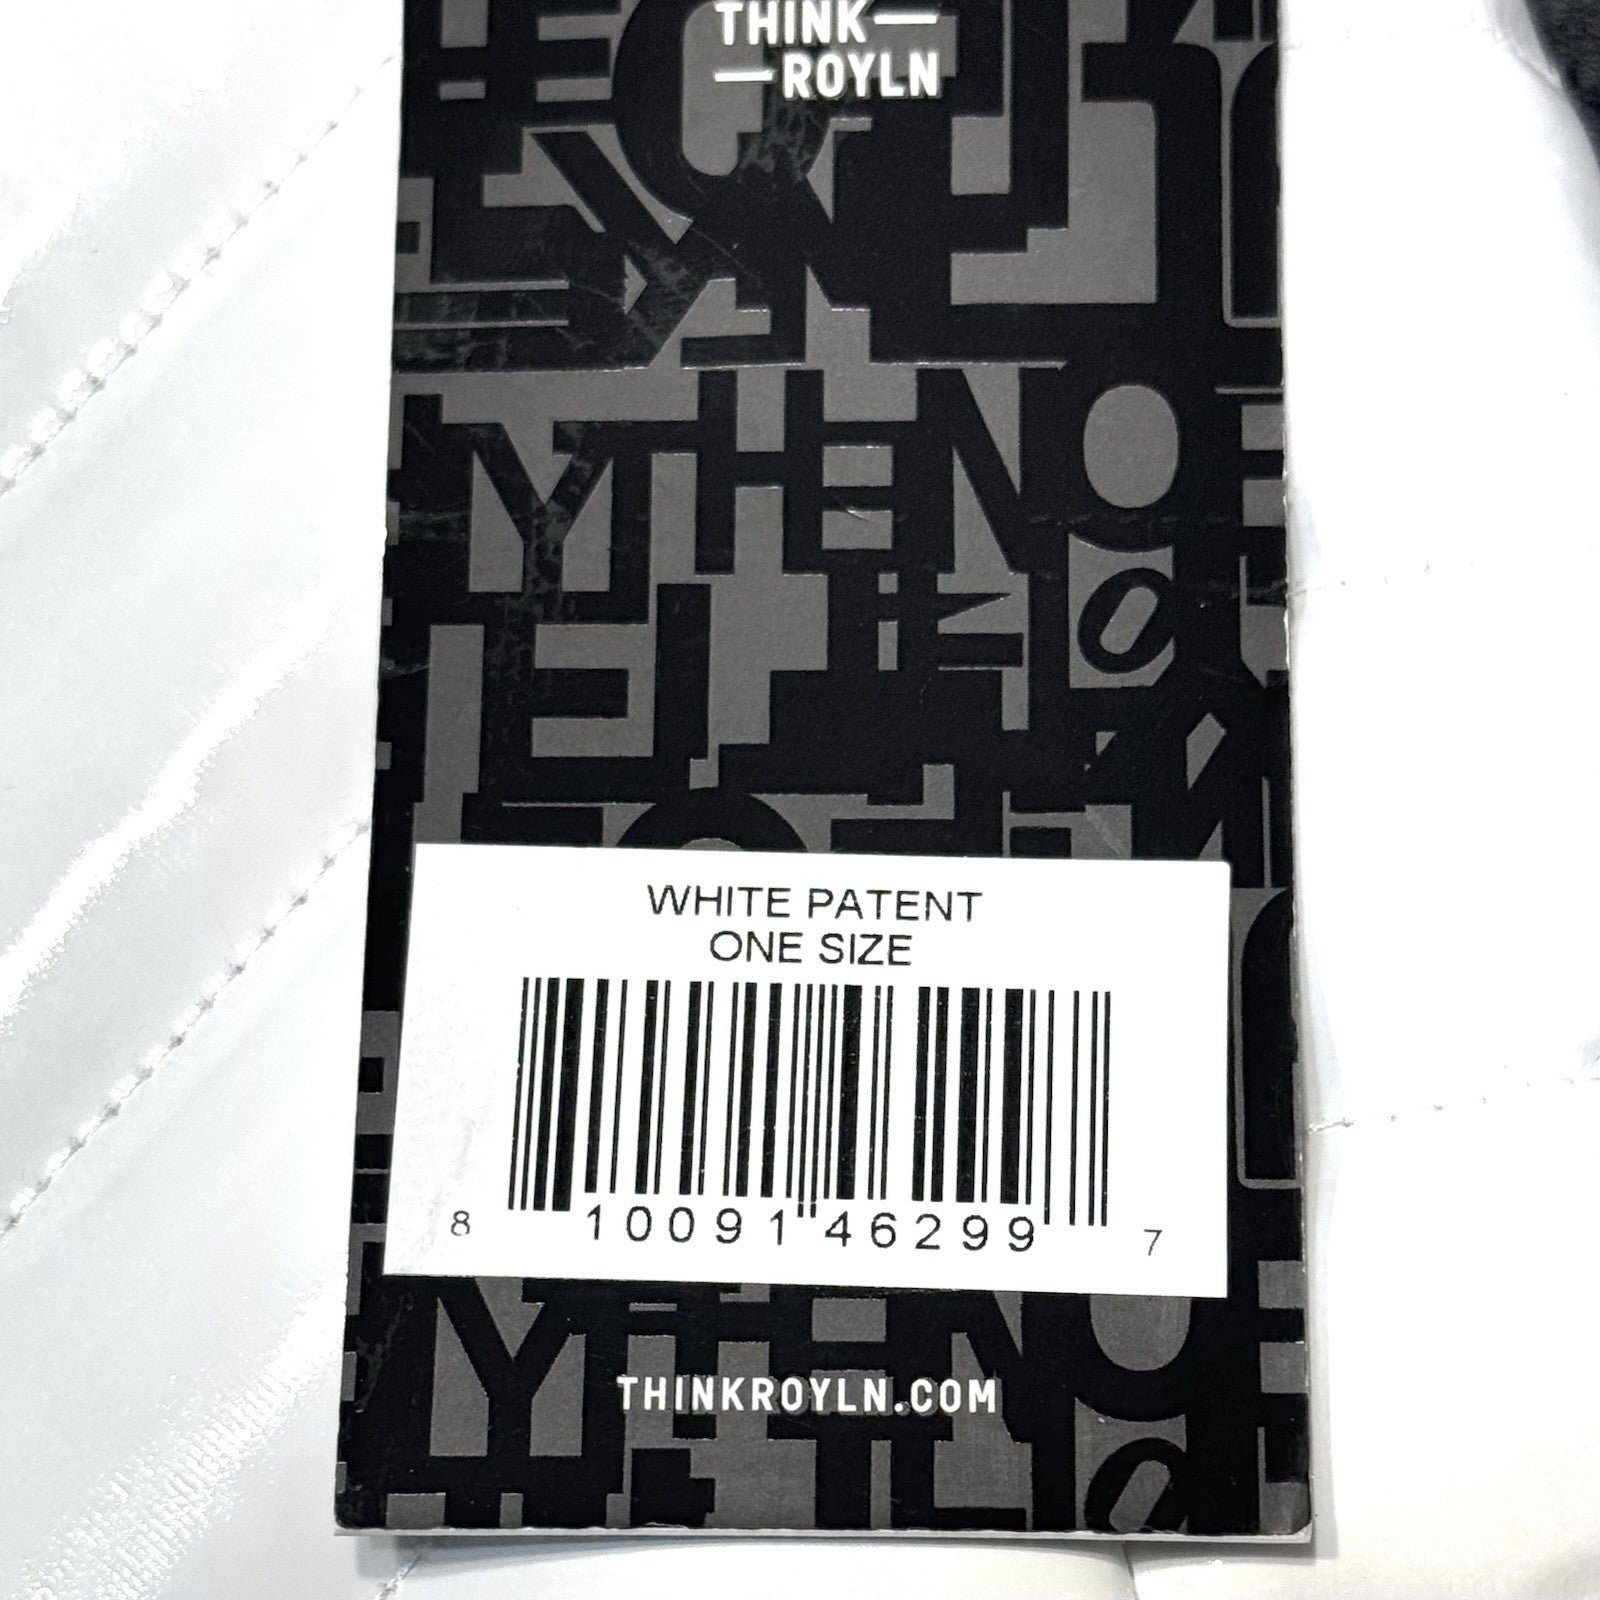 THINK—
—ROYLN
WHITE PATENT
ONE SIZE
8 10091 46299 7
THINKROYLN.COM